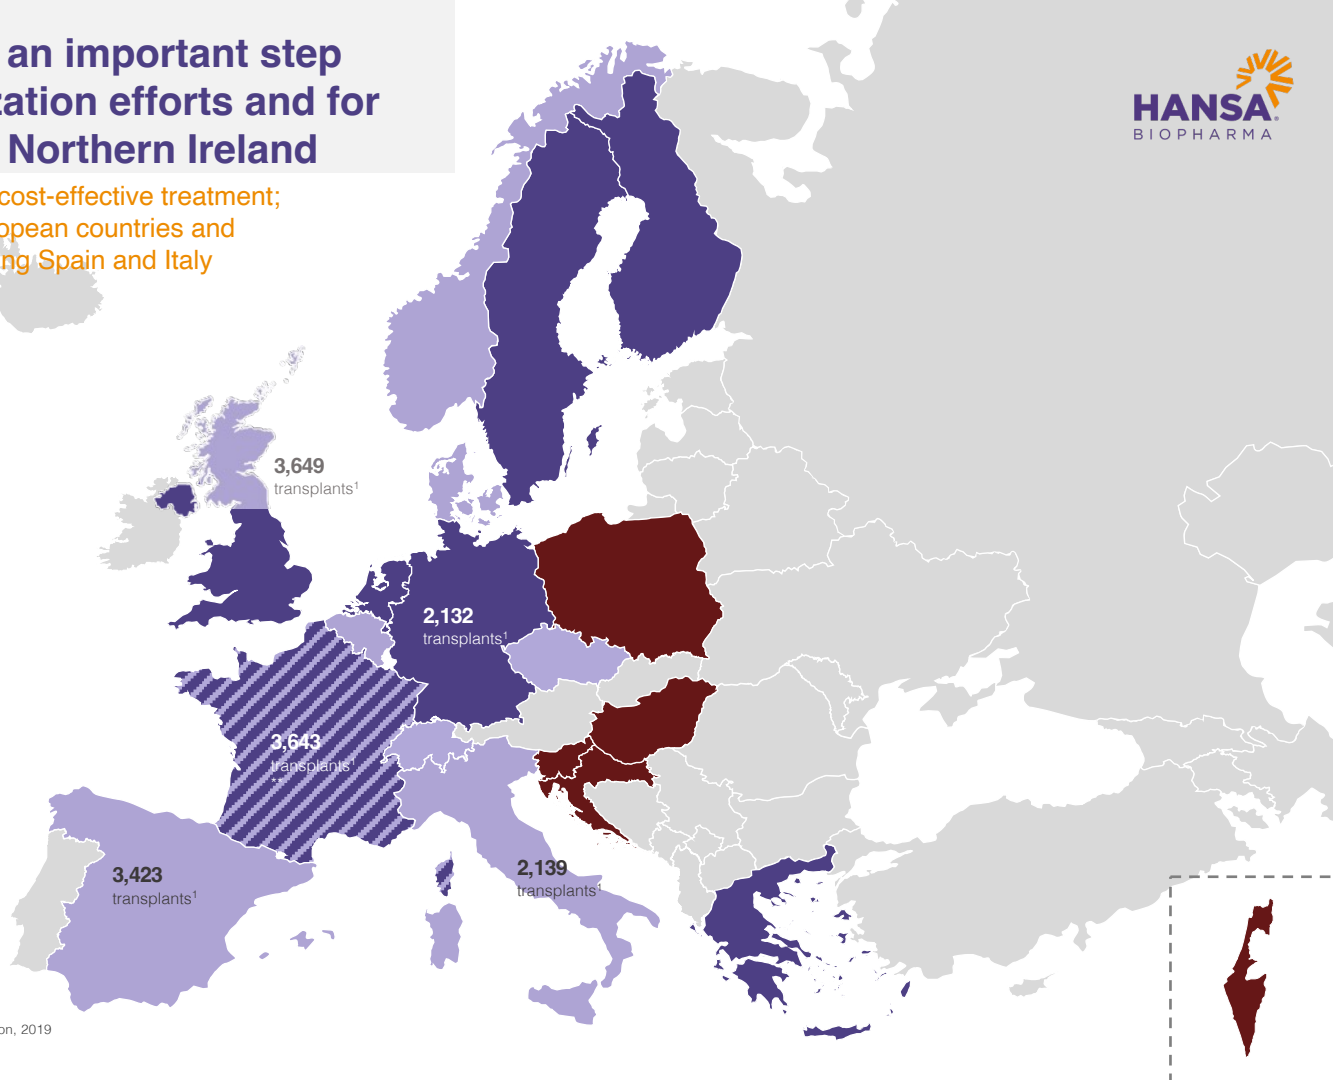 an important step
zation efforts and for
Northern Ireland
cost-effective treatment;
opean countries and
ng Spain and Italy
HANSA
BIOPHARMA
3,649
transplants¹
2,132
transplants¹
3,643
transplants¹
**
3,423
transplants¹
2,139
transplants¹
on, 2019